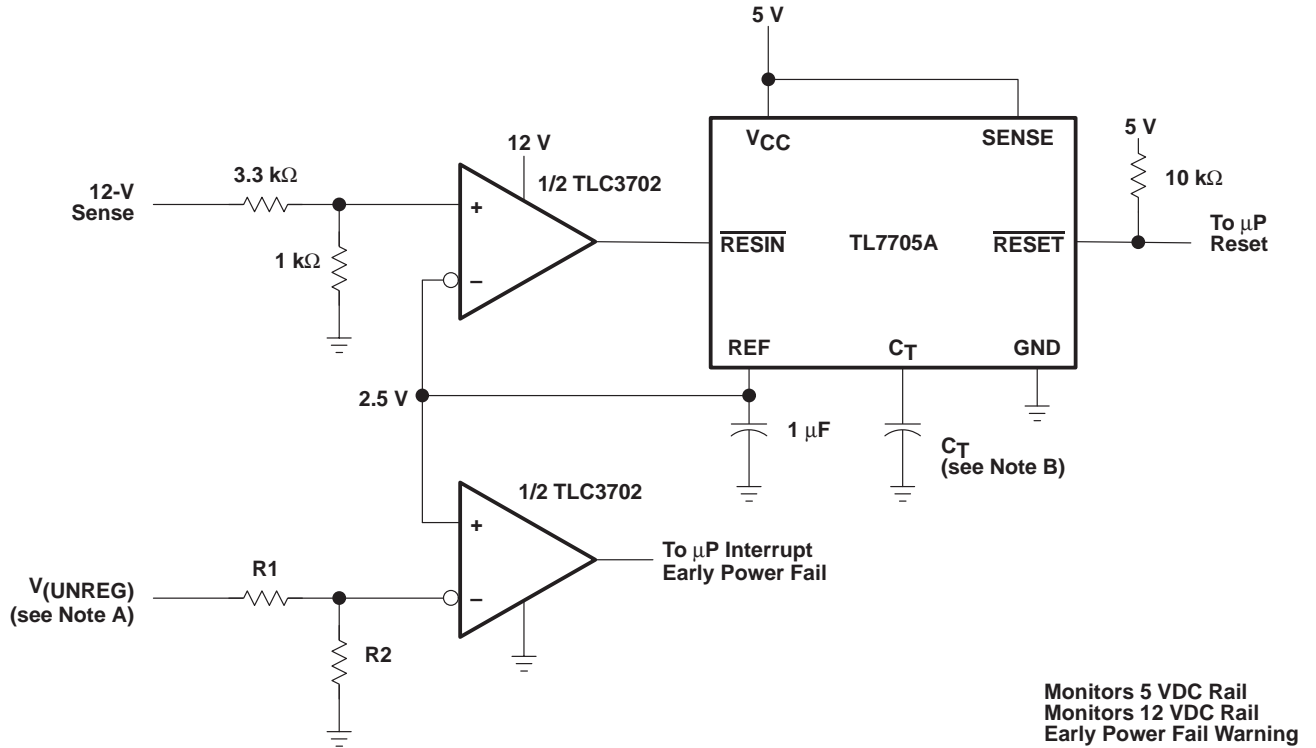 5 V
12 V
1/2 TLC3702
3.3 kΩ
12-V
Sense
1 kΩ
+
−
VCC
SENSE
RESIN
TL7705A
RESET
REF
CT
GND
5 V
10 kΩ
To μP
Reset
2.5 V
1 μF
CT
(see Note B)
1/2 TLC3702
+
−
To μP Interrupt
Early Power Fail
V(UNREG)
(see Note A)
R1
R2
Monitors 5 VDC Rail
Monitors 12 VDC Rail
Early Power Fail Warning